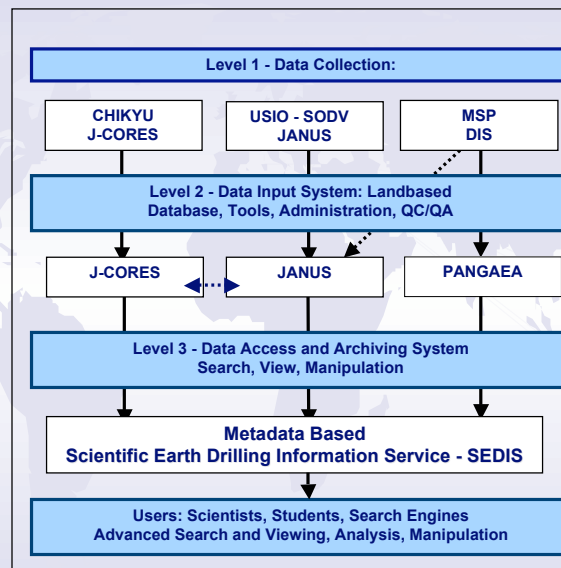 Level 1 - Data Collection:
CHIKYU
J-CORES
USIO - SODV
JANUS
MSP
DIS
Level 2 - Data Input System: Landbased
Database, Tools, Administration, QC/QA
J-CORES
JANUS
PANGAEA
Level 3 - Data Access and Archiving System
Search, View, Manipulation
Metadata Based
Scientific Earth Drilling Information Service - SEDIS
Users: Scientists, Students, Search Engines
Advanced Search and Viewing, Analysis, Manipulation